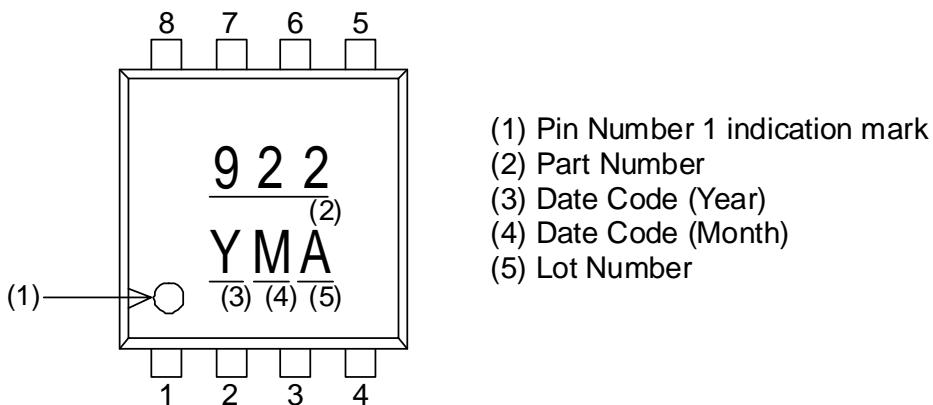 8 7 6 5
922
(2)
YMA
(3) (4) (5)
(1)
1 2 3 4
(1) Pin Number 1 indication mark
(2) Part Number
(3) Date Code (Year)
(4) Date Code (Month)
(5) Lot Number